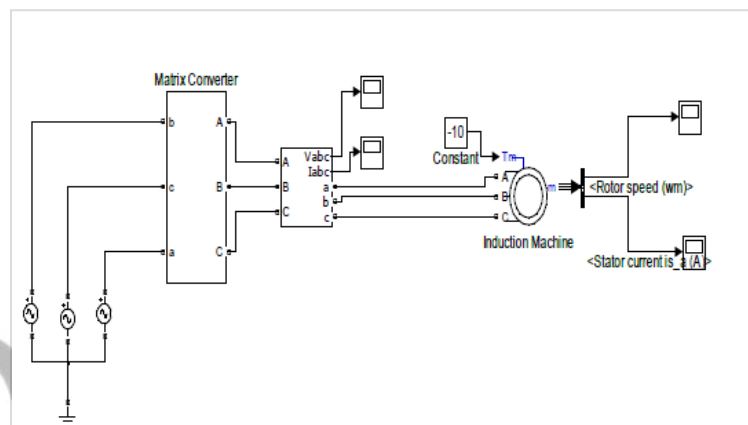 Matrix Converter
b
A
c
B
a
C
A
B
C
Vabc
Iabc
a
b
c
-10
Constant
Tm
A
B
C
m
Induction Machine
<Rotor speed (wm)>
<Stator current is_a (A)>
+
+
+